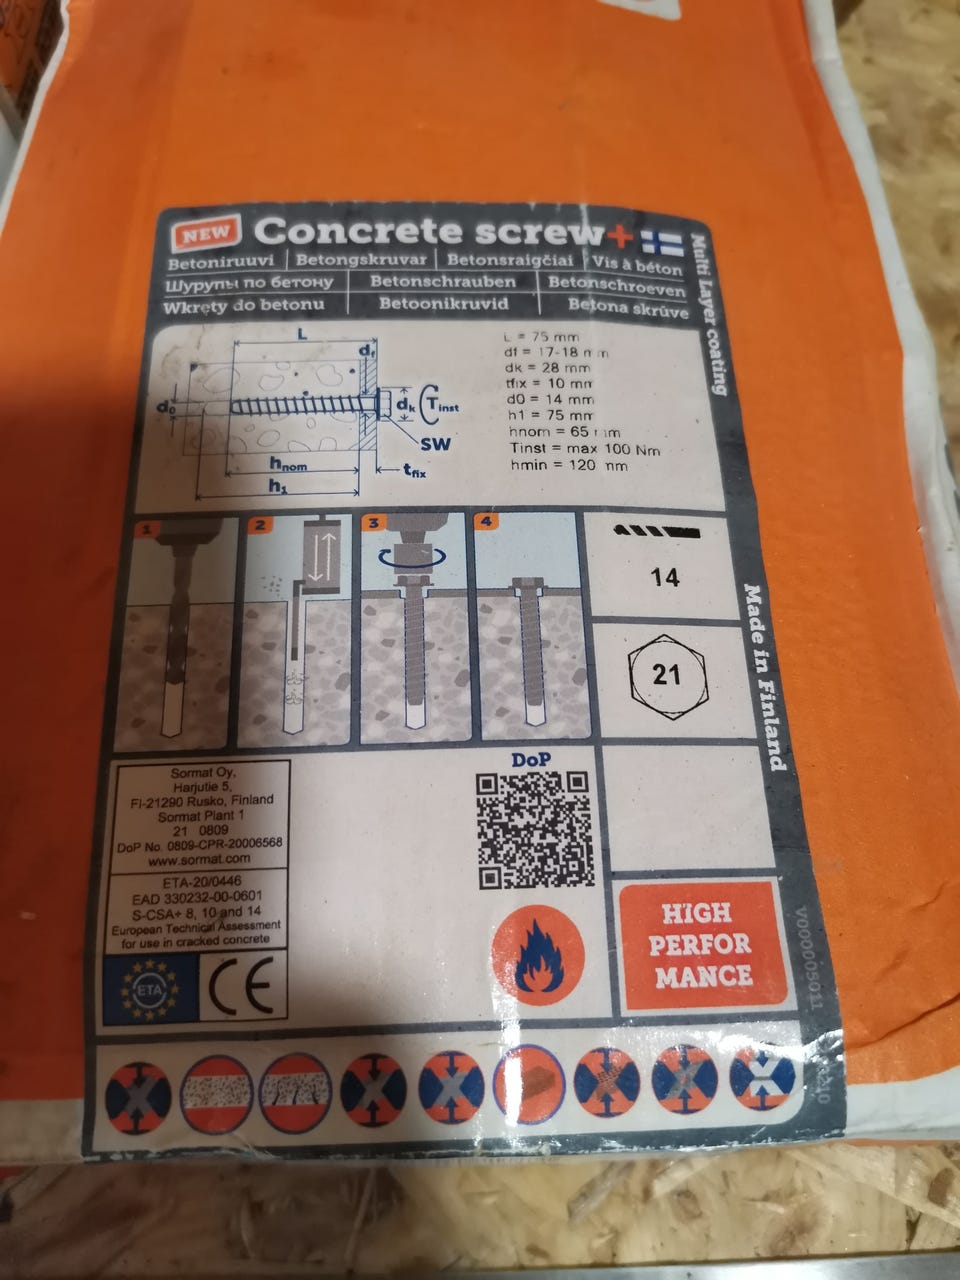 NEW Concrete screw+
Betoniruuvi Betongskruvar Betonsraigčiai Vis à béton
Шурупы по бетону Betonschrauben Betonschroeven
Wkręty do betonu Betoonikruvid Betona skrūve
Multi Layer coating
L
df
d0
dk
Tinst
SW
hnom
tfix
h1
L = 75 mm
df = 17-18 mm
dk = 28 mm
tfix = 10 mm
d0 = 14 mm
h1 = 75 mm
hnom = 65 mm
Tinst = max 100 Nm
hmin = 120 mm
1 2 3 4
14
21
Made in Finland
Sormat Oy,
Harjutie 5,
FI-21290 Rusko, Finland
Sormat Plant 1
21 0809
DoP No. 0809-CPR-20006568
www.sormat.com
ETA-20/0446
EAD 330232-00-0601
S-CSA+ 8, 10 and 14
European Technical Assessment
for use in cracked concrete
ETA
CE
DoP
HIGH
PERFOR
MANCE
V000005011